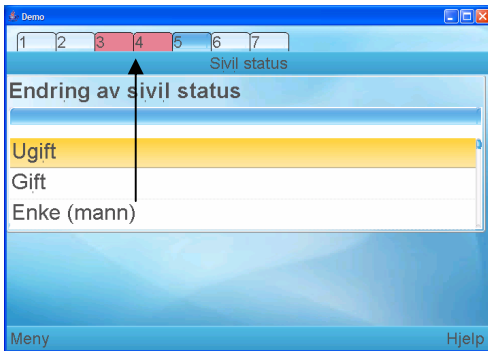 Demo
1 2 3 4 5 6 7
Sivil status
Endring av sivil status
Ugift
Gift
Enke (mann)
Meny Hjelp